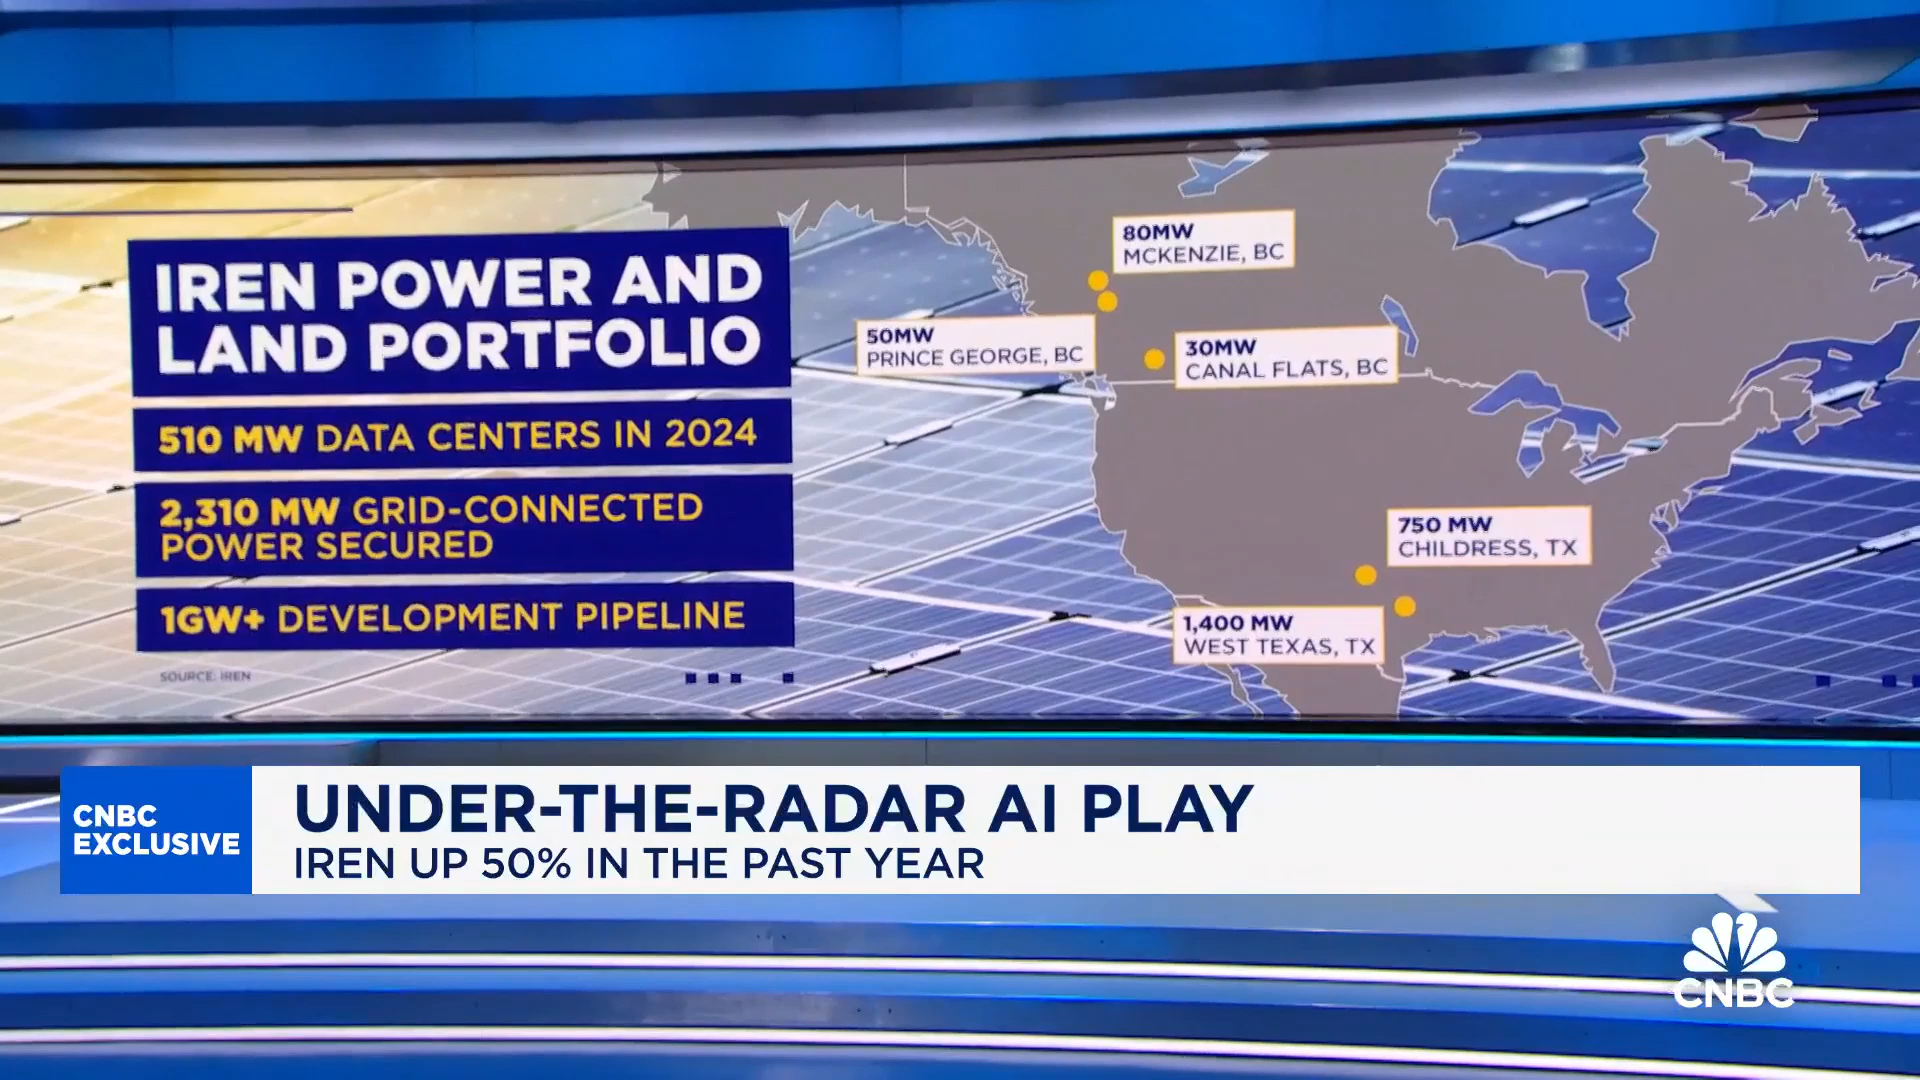 IREN POWER AND
LAND PORTFOLIO
510 MW DATA CENTERS IN 2024
2,310 MW GRID-CONNECTED
POWER SECURED
1GW+ DEVELOPMENT PIPELINE
SOURCE: IREN
80MW
MCKENZIE, BC
50MW
PRINCE GEORGE, BC
30MW
CANAL FLATS, BC
750 MW
CHILDRESS, TX
1,400 MW
WEST TEXAS, TX
CNBC
EXCLUSIVE
UNDER-THE-RADAR AI PLAY
IREN UP 50% IN THE PAST YEAR
CNBC